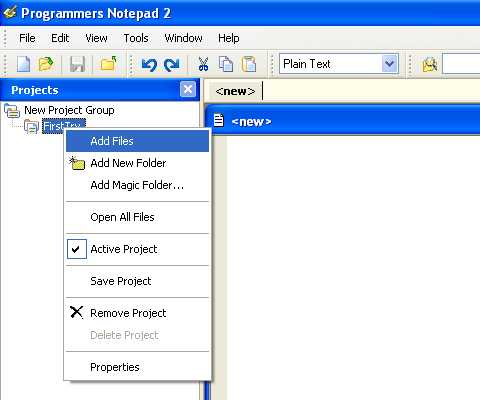 Programmers Notepad 2
File Edit View Tools Window Help
Plain Text
Projects
<new>
New Project Group
FirstTry
<new>
Add Files
Add New Folder
Add Magic Folder...
Open All Files
Active Project
Save Project
Remove Project
Delete Project
Properties